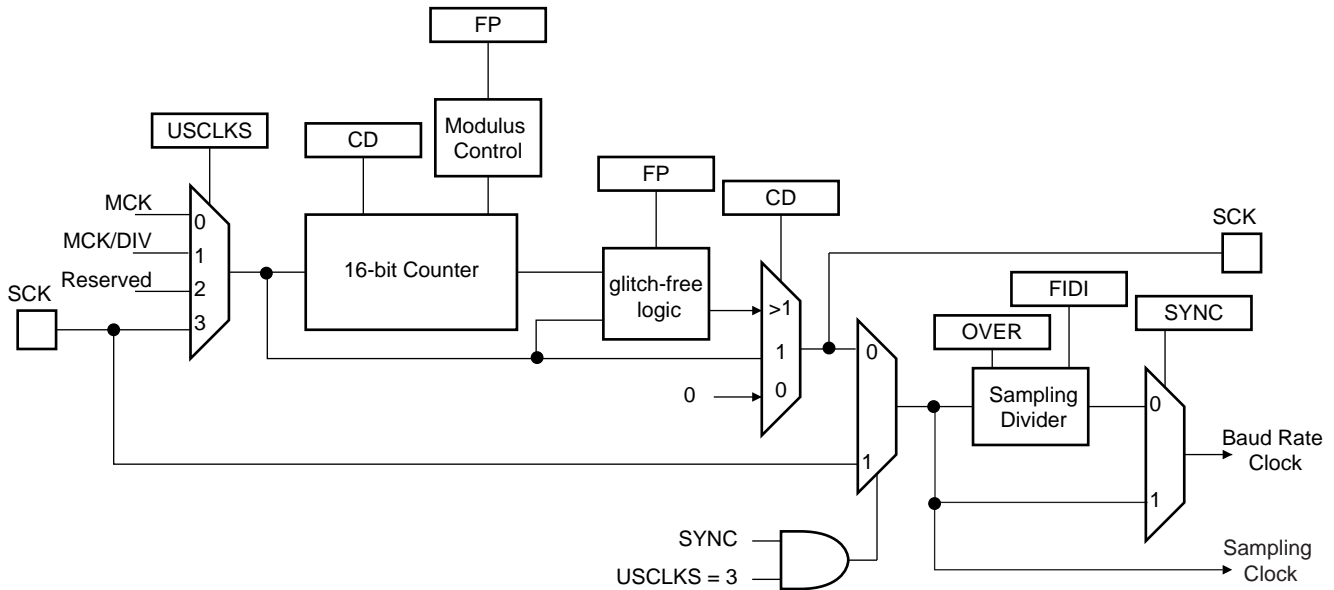 FP
USCLKS
CD
Modulus
Control
FP
CD
MCK
0
MCK/DIV
1
Reserved
2
SCK
3
16-bit Counter
glitch-free
logic
>1
1
0
0
SCK
FIDI
OVER
SYNC
0
Sampling
Divider
0
1
1
Baud Rate
Clock
SYNC
USCLKS = 3
Sampling
Clock